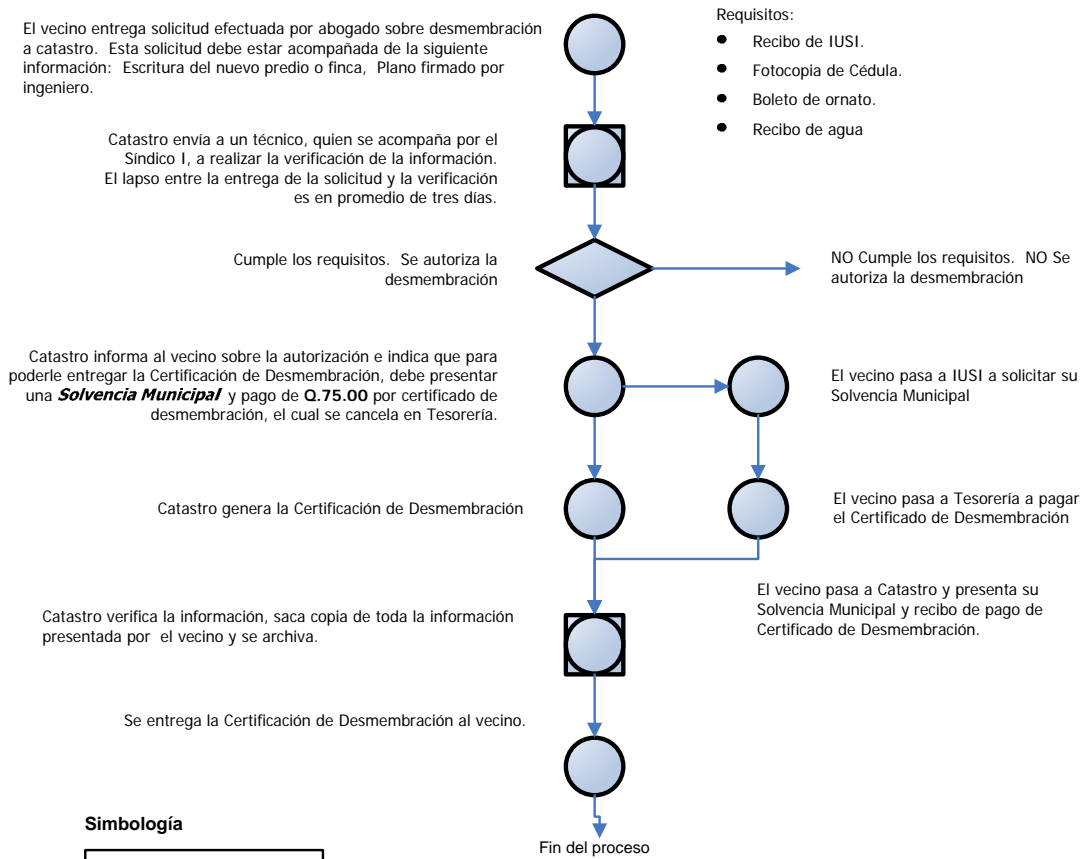 El vecino entrega solicitud efectuada por abogado sobre desmembración
a catastro.  Esta solicitud debe estar acompañada de la siguiente
información:  Escritura del nuevo predio o finca,  Plano firmado por
ingeniero.
Requisitos:
• Recibo de IUSI.
• Fotocopia de Cédula.
• Boleto de ornato.
• Recibo de agua
Catastro envía a un técnico, quien se acompaña por el
Síndico I, a realizar la verificación de la información.
El lapso entre la entrega de la solicitud y la verificación
es en promedio de tres días.
Cumple los requisitos.  Se autoriza la
desmembración
NO Cumple los requisitos.  NO Se
autoriza la desmembración
Catastro informa al vecino sobre la autorización e indica que para
poderle entregar la Certificación de Desmembración, debe presentar
una Solvencia Municipal y pago de Q.75.00 por certificado de
desmembración, el cual se cancela en Tesorería.
El vecino pasa a IUSI a solicitar su
Solvencia Municipal
Catastro genera la Certificación de Desmembración
El vecino pasa a Tesorería a pagar
el Certificado de Desmembración
El vecino pasa a Catastro y presenta su
Solvencia Municipal y recibo de pago de
Certificado de Desmembración.
Catastro verifica la información, saca copia de toda la información
presentada por  el vecino y se archiva.
Se entrega la Certificación de Desmembración al vecino.
Simbología
Fin del proceso